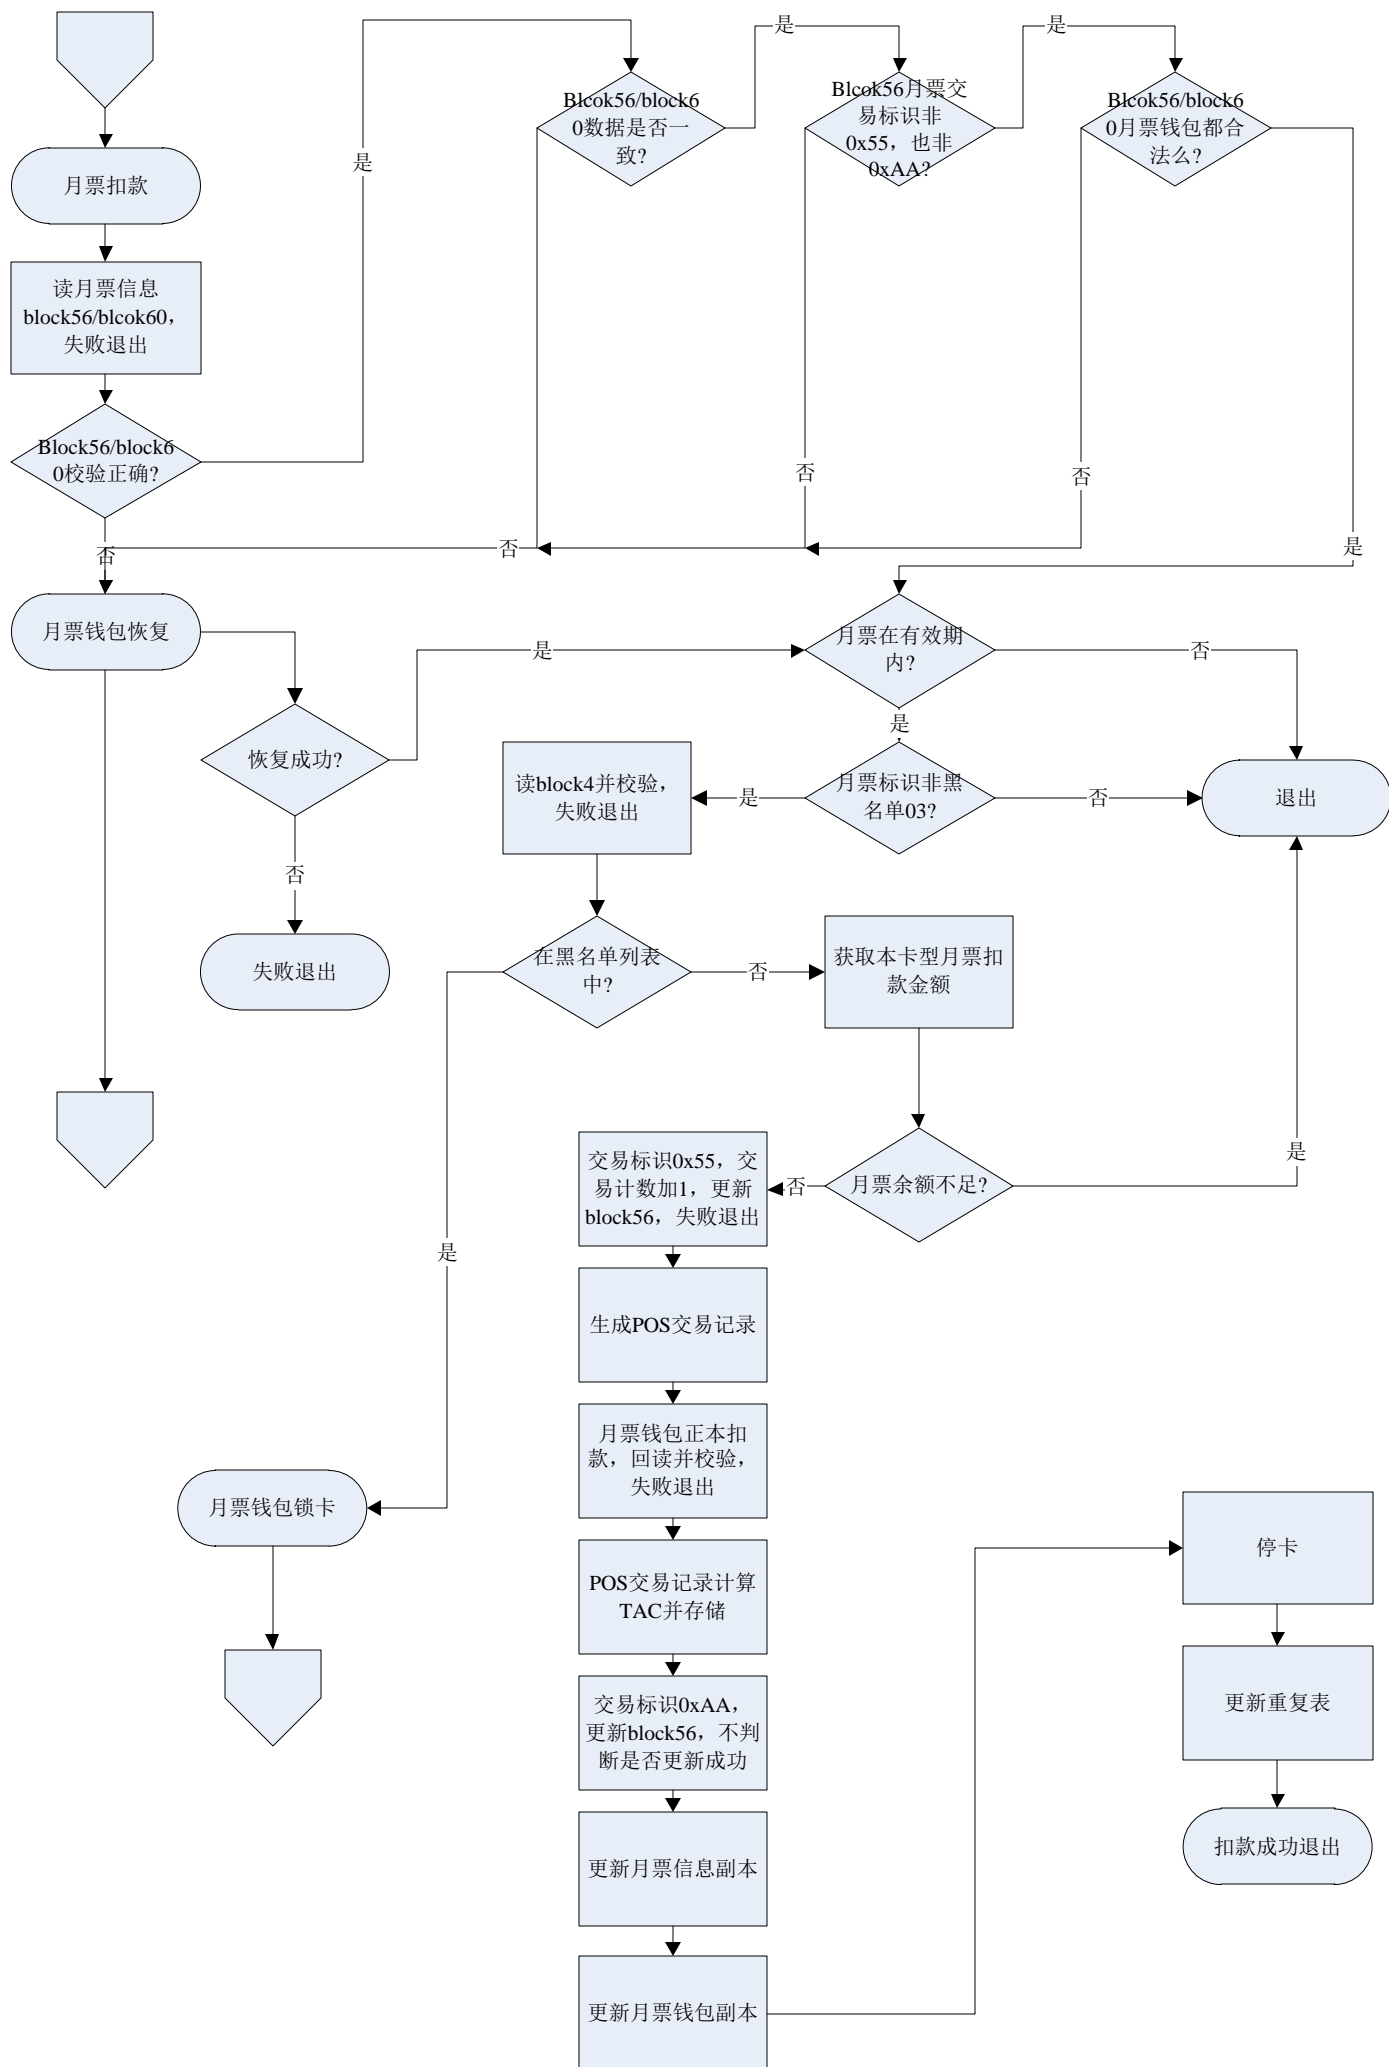 是
是
是
Blcok56/block6
0数据是否一
致?
Blcok56月票交
易标识非
0x55，也非
0xAA?
Blcok56/block6
0月票钱包都合
法么?
月票扣款
读月票信息
block56/blcok60，
失败退出
Block56/block6
0校验正确?
否
否
否
否
是
月票钱包恢复
是
月票在有效期
内?
否
是
恢复成功?
读block4并校验，
失败退出
是
月票标识非黑
名单03?
否
退出
否
失败退出
在黑名单列表
中?
否
获取本卡型月票扣
款金额
交易标识0x55，交
易计数加1，更新
block56，失败退出
否
月票余额不足?
是
是
生成POS交易记录
月票钱包正本扣
款，回读并校验，
失败退出
月票钱包锁卡
停卡
POS交易记录计算
TAC并存储
交易标识0xAA，
更新block56，不判
断是否更新成功
更新重复表
更新月票信息副本
扣款成功退出
更新月票钱包副本